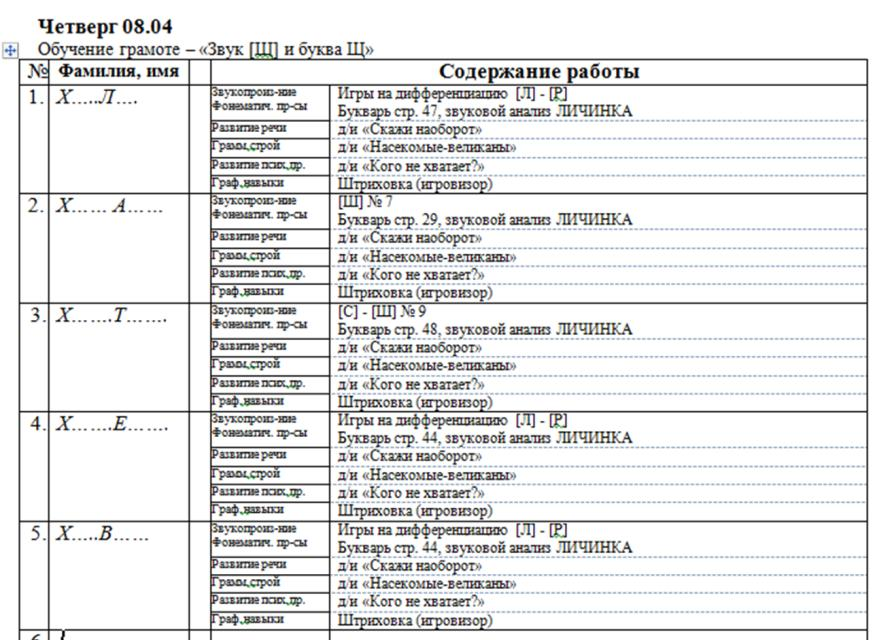 Четверг 08.04
Обучение грамоте – «Звук [Щ] и буква Щ»
№ Фамилия, имя Содержание работы
1. Х.....Л.... Звукопроиз-ние Игры на дифференциацию [Л] - [Р]
Фонематич. пр-сы Букварь стр. 47, звуковой анализ ЛИЧИНКА
Развитие речи д/и «Скажи наоборот»
Грамм.строй д/и «Насекомые-великаны»
Развитие псих.пр. д/и «Кого не хватает?»
Граф.навыки Штриховка (игровизор)
2. Х...... А...... Звукопроиз-ние [Ш] № 7
Фонематич. пр-сы Букварь стр. 29, звуковой анализ ЛИЧИНКА
Развитие речи д/и «Скажи наоборот»
Грамм.строй д/и «Насекомые-великаны»
Развитие псих.пр. д/и «Кого не хватает?»
Граф.навыки Штриховка (игровизор)
3. Х.......Т....... Звукопроиз-ние [С] - [Ш] № 9
Фонематич. пр-сы Букварь стр. 48, звуковой анализ ЛИЧИНКА
Развитие речи д/и «Скажи наоборот»
Грамм.строй д/и «Насекомые-великаны»
Развитие псих.пр. д/и «Кого не хватает?»
Граф.навыки Штриховка (игровизор)
4. Х.......Е....... Звукопроиз-ние Игры на дифференциацию [Л] - [Р]
Фонематич. пр-сы Букварь стр. 44, звуковой анализ ЛИЧИНКА
Развитие речи д/и «Скажи наоборот»
Грамм.строй д/и «Насекомые-великаны»
Развитие псих.пр. д/и «Кого не хватает?»
Граф.навыки Штриховка (игровизор)
5. Х.....В...... Звукопроиз-ние Игры на дифференциацию [Л] - [Р]
Фонематич. пр-сы Букварь стр. 44, звуковой анализ ЛИЧИНКА
Развитие речи д/и «Скажи наоборот»
Грамм.строй д/и «Насекомые-великаны»
Развитие псих.пр. д/и «Кого не хватает?»
Граф.навыки Штриховка (игровизор)